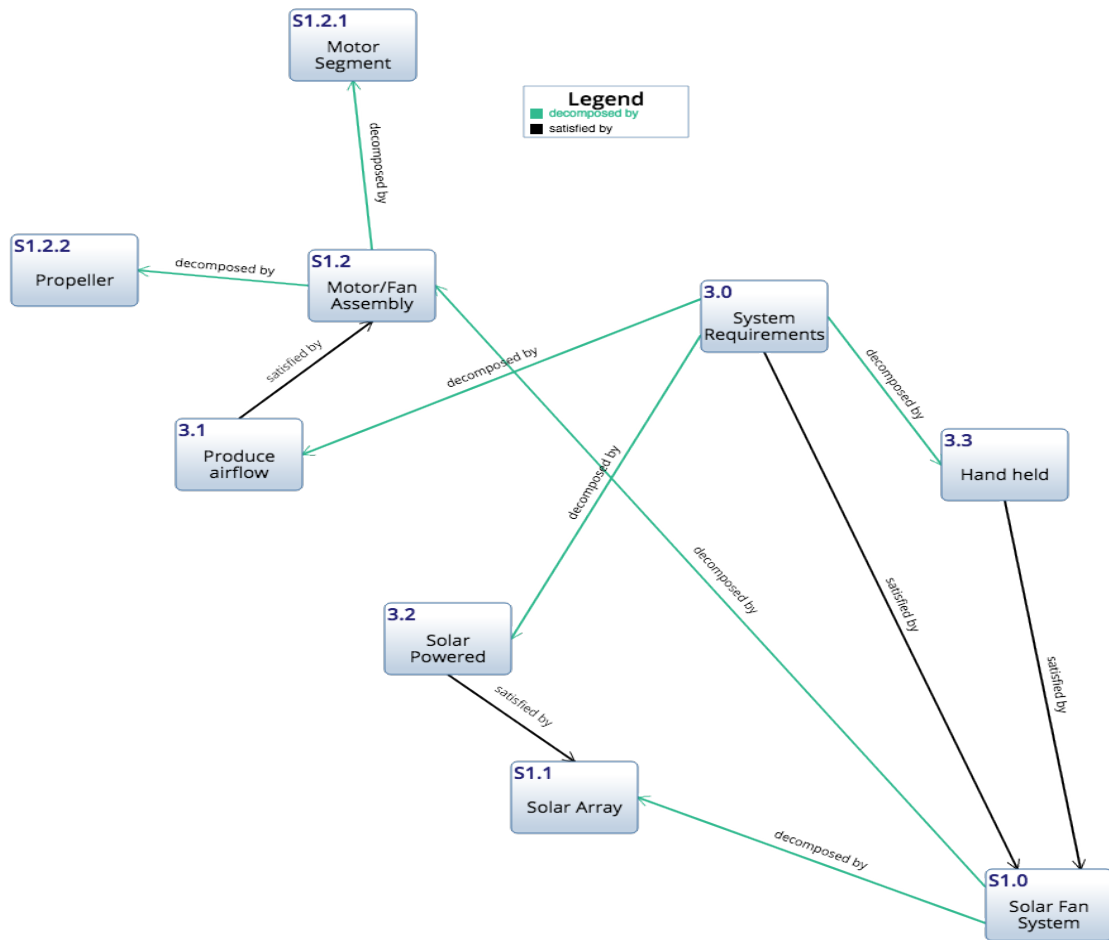 S1.2.1
Motor
Segment
Legend
decomposed by
satisfied by
decomposed by
S1.2.2
Propeller
decomposed by
S1.2
Motor/Fan
Assembly
3.0
System
Requirements
satisfied by
decomposed by
decomposed by
3.1
Produce
airflow
3.3
Hand held
decomposed by
decomposed by
satisfied by
3.2
Solar
Powered
satisfied by
satisfied by
S1.1
Solar Array
decomposed by
S1.0
Solar Fan
System